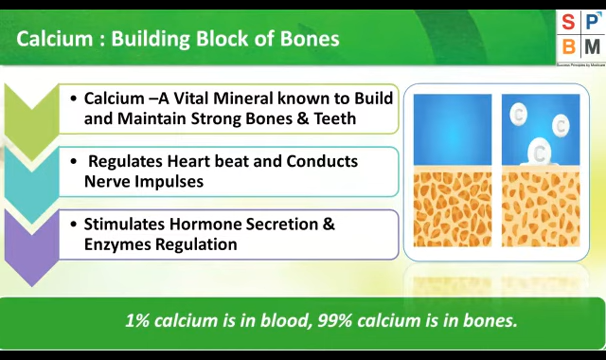 Calcium : Building Block of Bones
S P
B M
• Calcium –A Vital Mineral known to Build
and Maintain Strong Bones & Teeth
• Regulates Heart beat and Conducts
Nerve Impulses
• Stimulates Hormone Secretion &
Enzymes Regulation
C
C
C
1% calcium is in blood, 99% calcium is in bones.